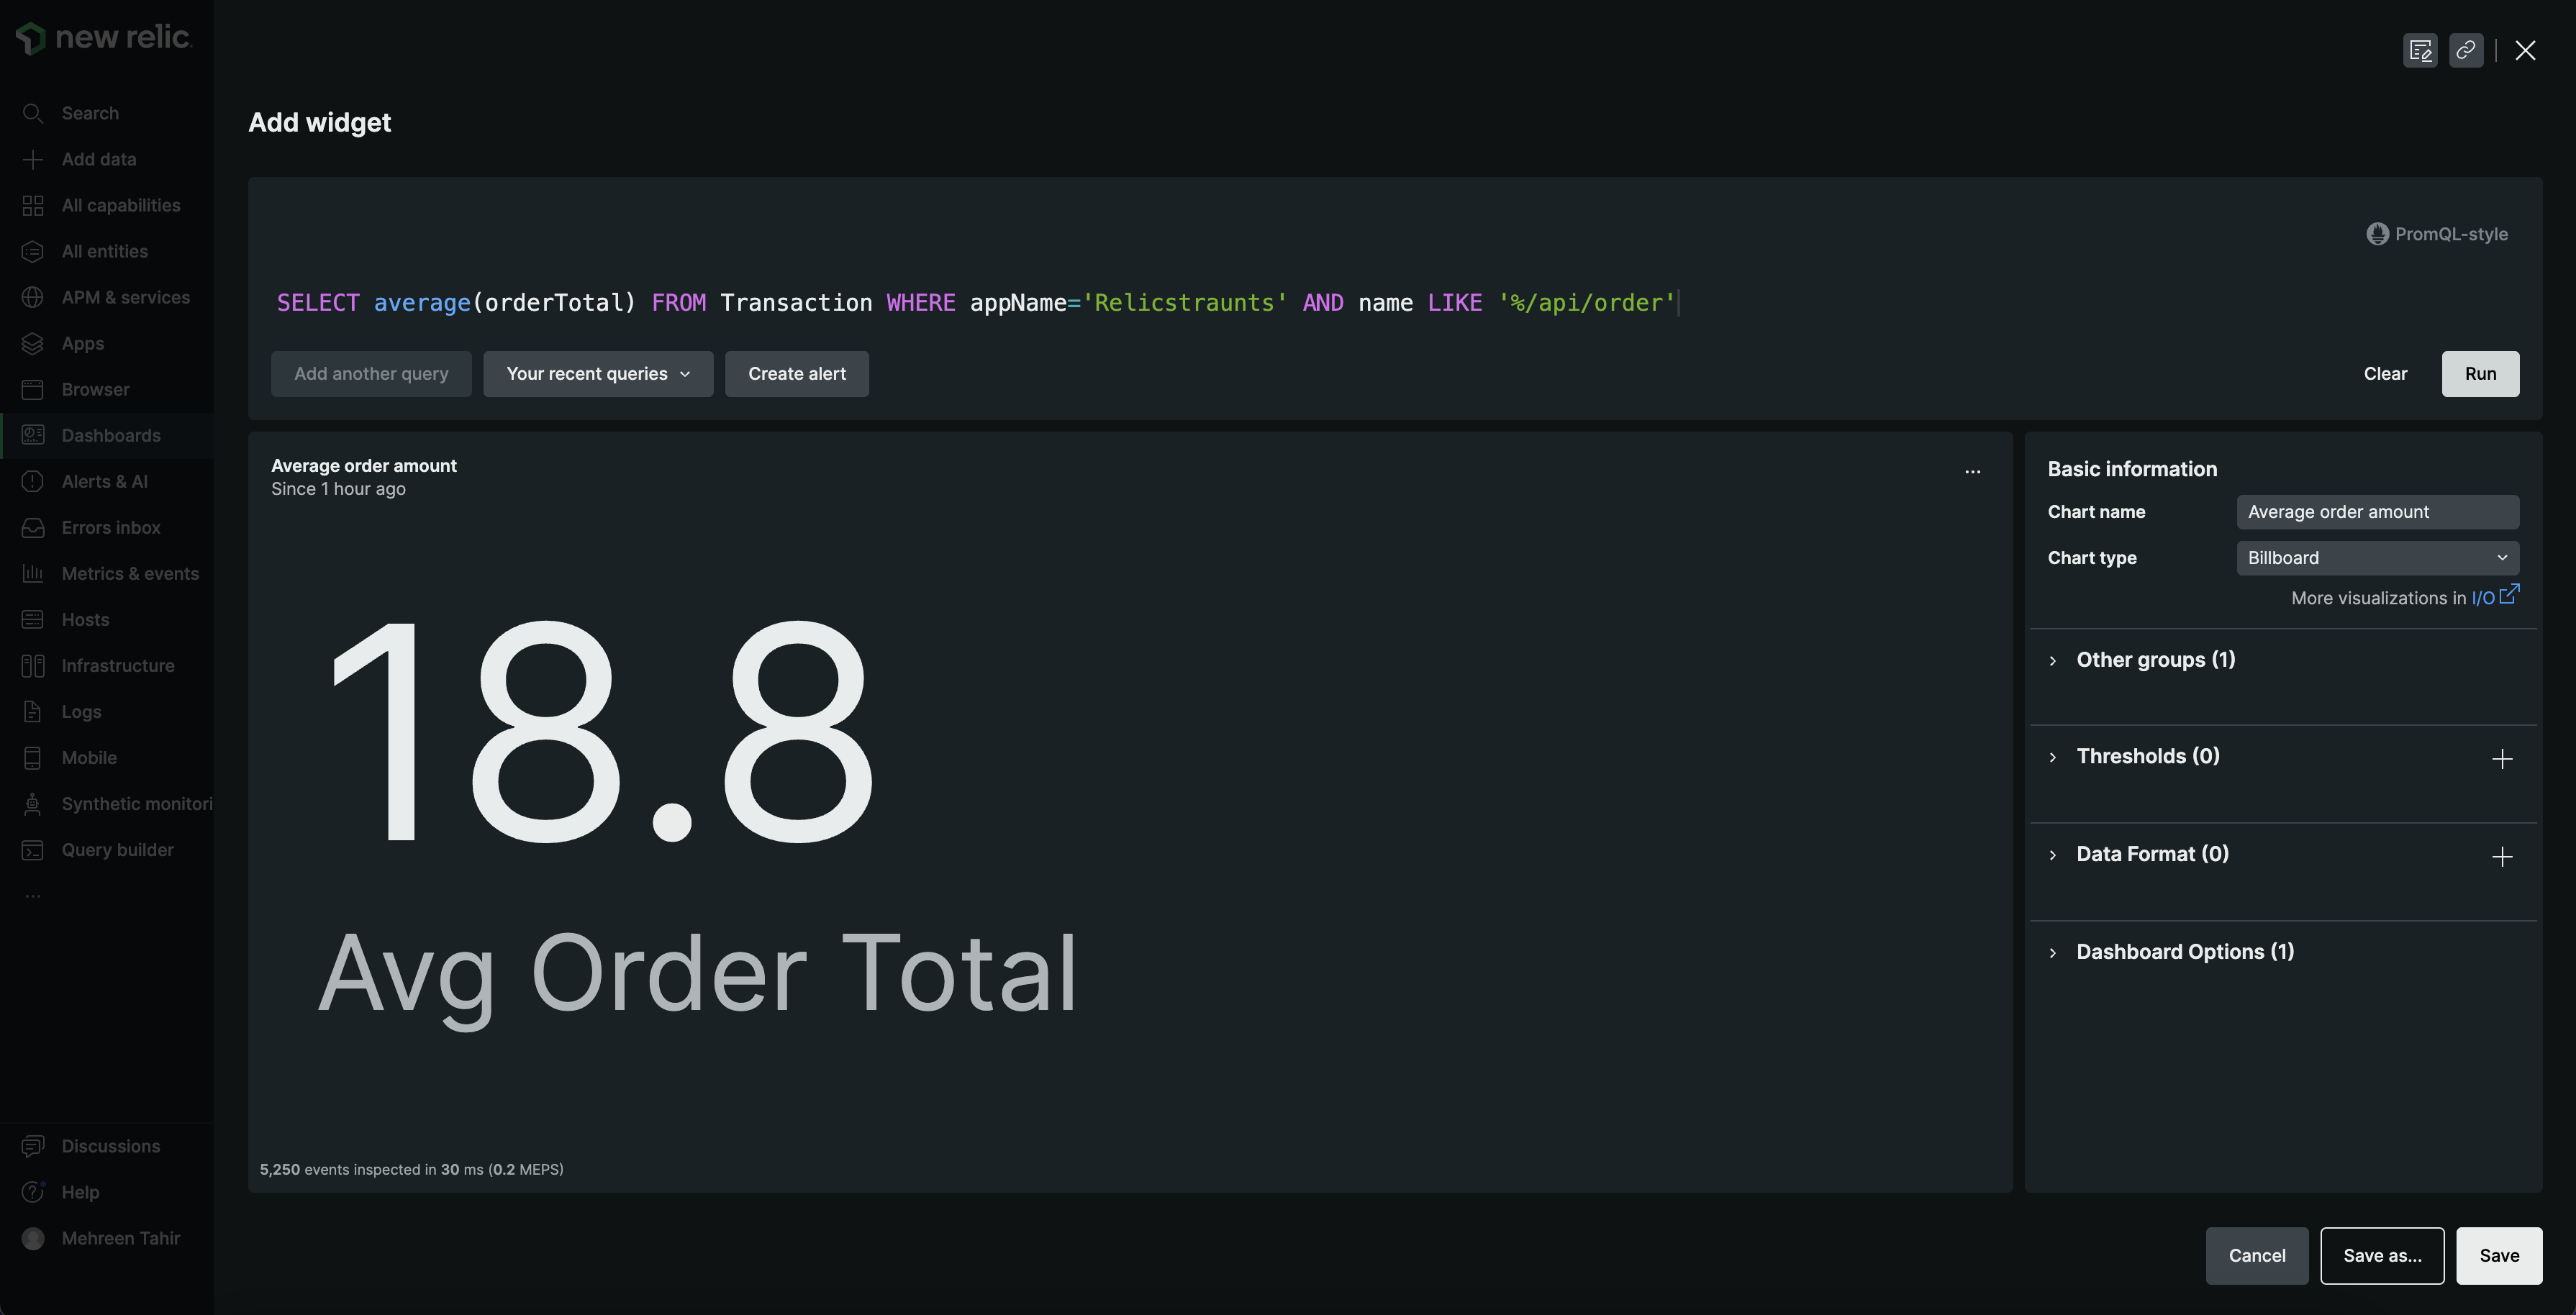 new relic.
Search
Add data
All capabilities
All entities
APM & services
Apps
Browser
Dashboards
Alerts & AI
Errors inbox
Metrics & events
Hosts
Infrastructure
Logs
Mobile
Synthetic monitori
Query builder
...
Discussions
Help
Mehreen Tahir
Add widget
PromQL-style
SELECT average(orderTotal) FROM Transaction WHERE appName='Relicstraunts' AND name LIKE '%/api/order'
Add another query Your recent queries Create alert Clear Run
Average order amount
Since 1 hour ago
...
18.8
Avg Order Total
5,250 events inspected in 30 ms (0.2 MEPS)
Basic information
Chart name Average order amount
Chart type Billboard
More visualizations in I/O
Other groups (1)
Thresholds (0)
Data Format (0)
Dashboard Options (1)
Cancel Save as... Save